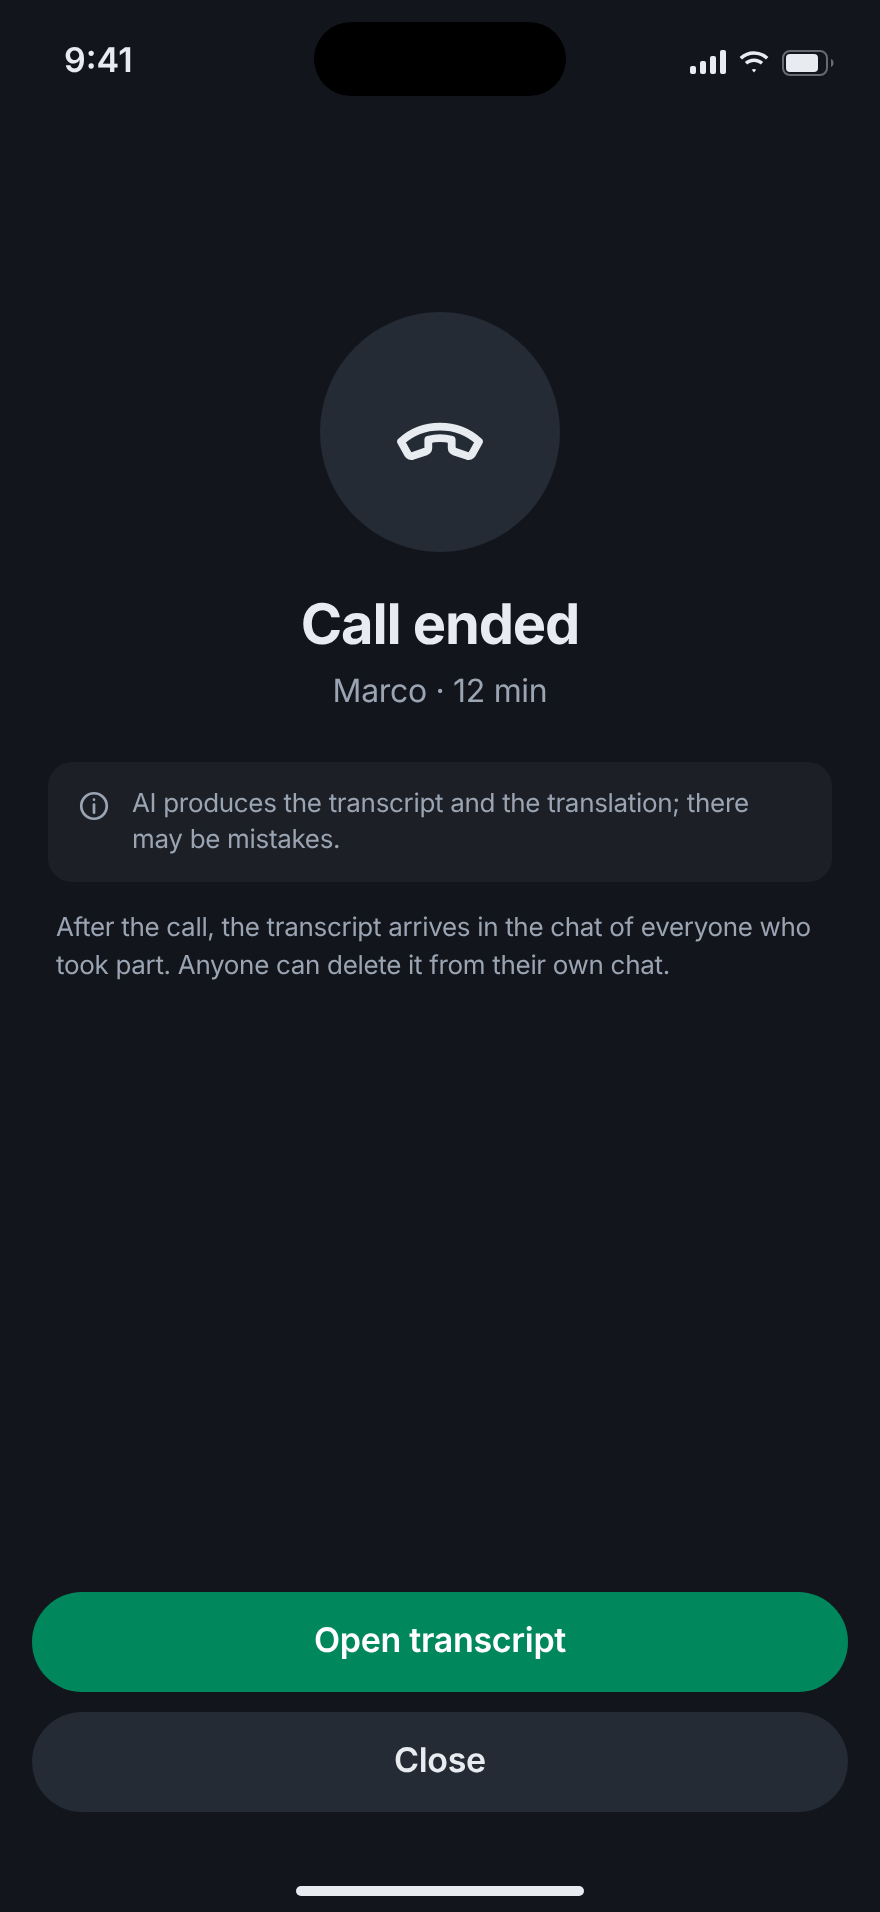 9:41
Call ended
Marco · 12 min
AI produces the transcript and the translation; there
may be mistakes.
After the call, the transcript arrives in the chat of everyone who
took part. Anyone can delete it from their own chat.
Open transcript
Close